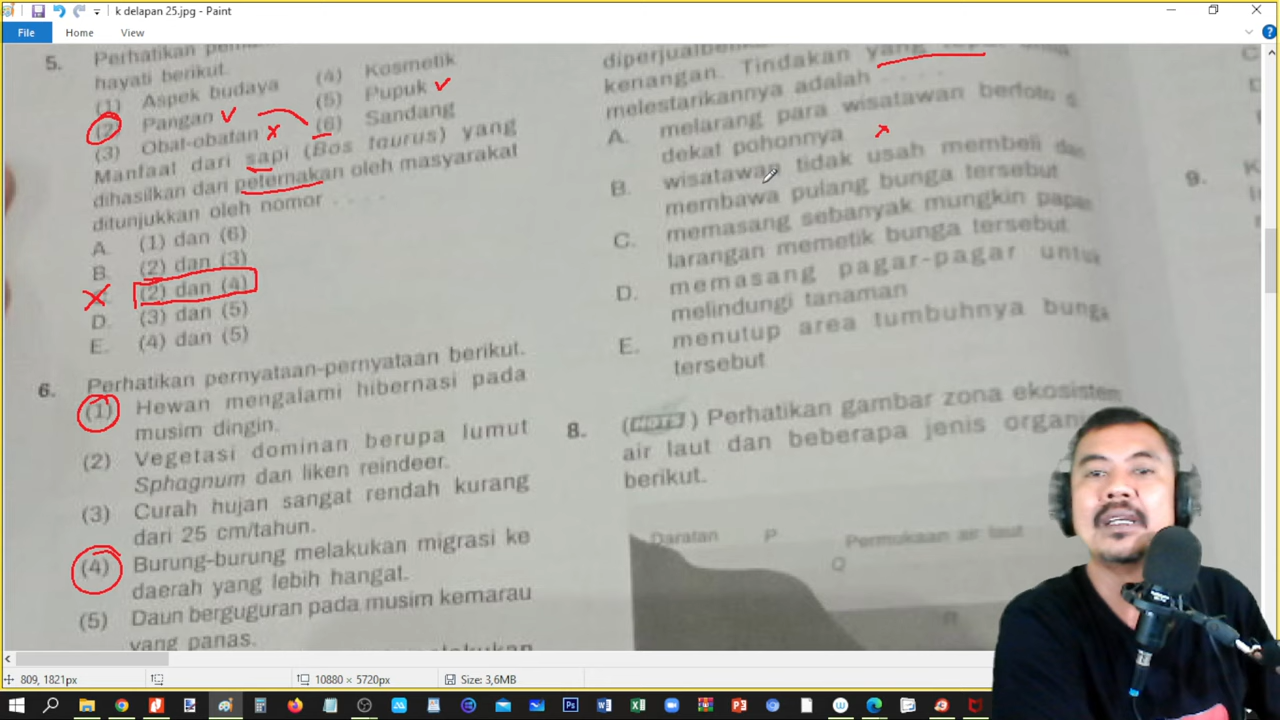 k delapan 25.jpg - Paint
File
Home
View
5.
Perhatikan
hayati berikut.
(1) Aspek budaya
(4) Kosmetik
(2) Pangan
(5) Pupuk
(3) Obat-obatan
(6) Sandang
Manfaat dari sapi (Bos taurus) yang
dihasilkan dari peternakan oleh masyarakat
ditunjukkan oleh nomor . . . .
A. (1) dan (6)
B. (2) dan (3)
(2) dan (4)
D. (3) dan (5)
E. (4) dan (5)
6. Perhatikan pernyataan-pernyataan berikut.
(1) Hewan mengalami hibernasi pada
musim dingin.
(2) Vegetasi dominan berupa lumut
Sphagnum dan liken reindeer.
(3) Curah hujan sangat rendah kurang
dari 25 cm/tahun.
(4) Burung-burung melakukan migrasi ke
daerah yang lebih hangat.
(5) Daun berguguran pada musim kemarau
yang panas.
kenangan. Tindakan yang
melestarikannya adalah . . . .
A. melarang para wisatawan berfoto
dekat pohonnya
B. wisatawan tidak usah membeli dan
membawa pulang bunga tersebut
C. memasang sebanyak mungkin papan
larangan memetik bunga tersebut
D. memasang pagar-pagar untuk
melindungi tanaman
E. menutup area tumbuhnya bunga
tersebut
8. (HOTS) Perhatikan gambar zona ekosistem
air laut dan beberapa jenis
berikut.
Daratan
P
Permukaan air laut
Q
9.
809, 1821px
10880 × 5720px
Size: 3,6MB